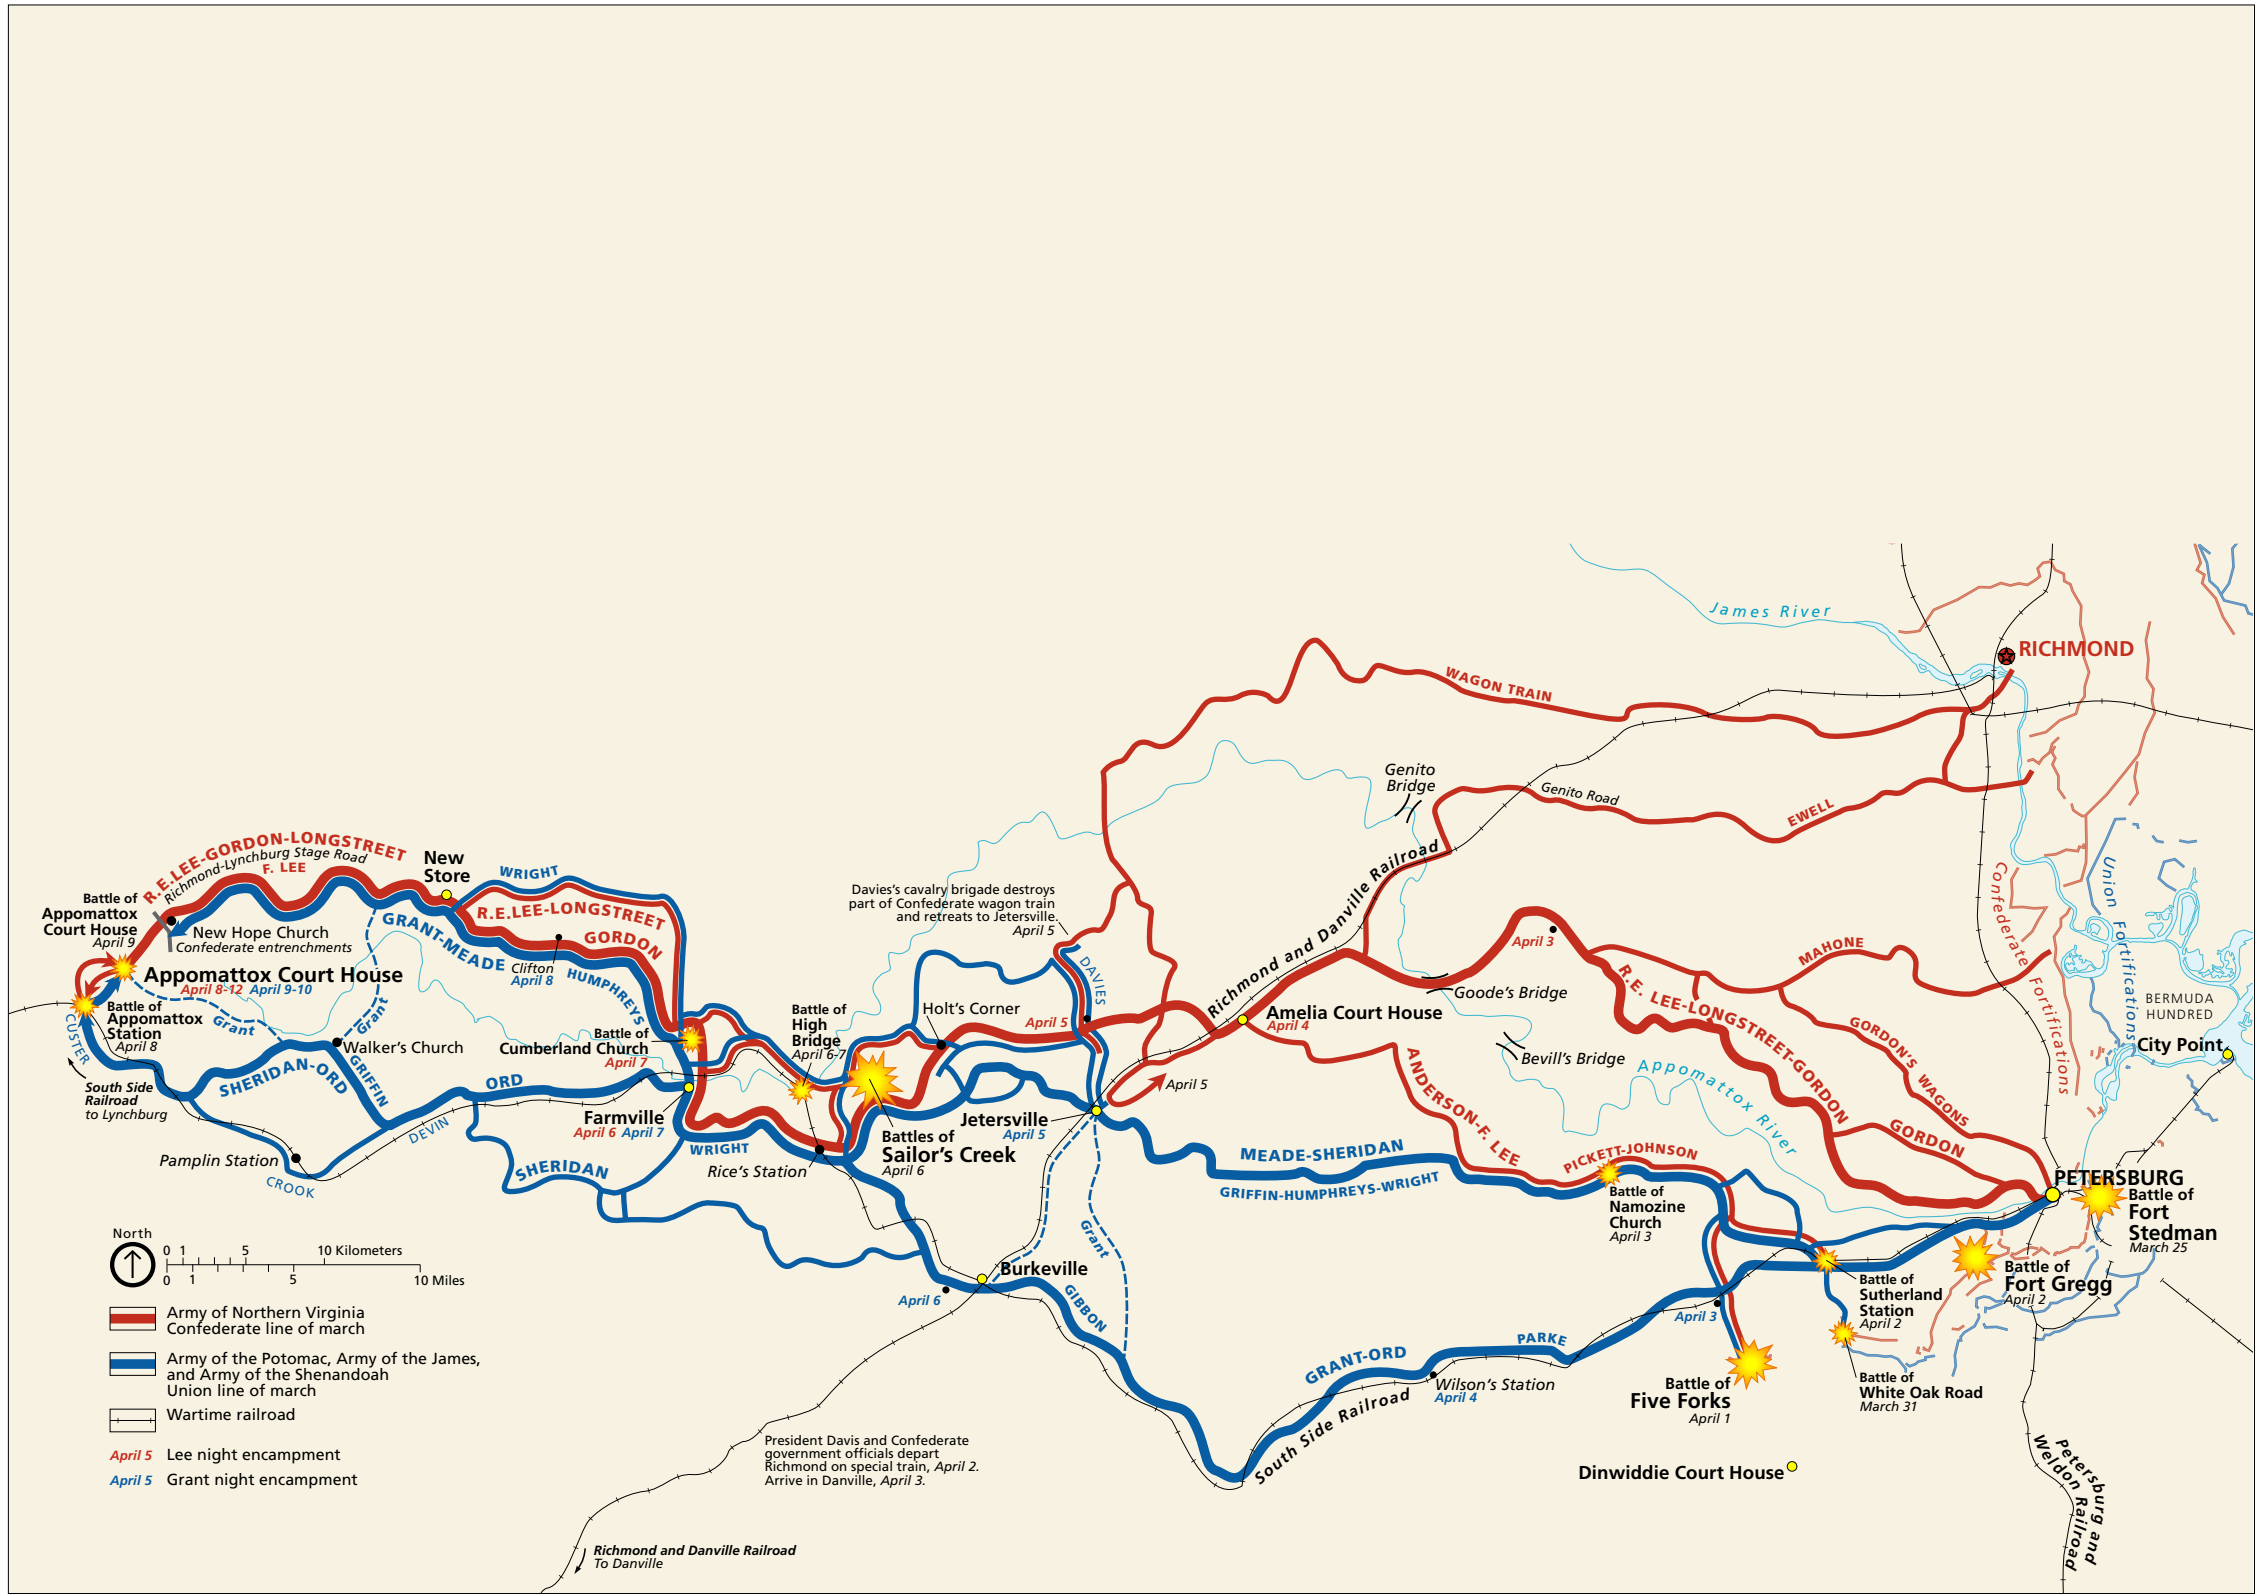 James River
RICHMOND
WAGON TRAIN
Genito
Bridge
Genito Road
EWELL
Richmond and Danville Railroad
Confederate Fortifications
Union Fortifications
BERMUDA
HUNDRED
City Point
R.E.LEE-GORDON-LONGSTREET
Richmond-Lynchburg Stage Road
F. LEE
New
Store
WRIGHT
R.E.LEE-LONGSTREET
GORDON
GRANT-MEADE
HUMPHREYS
Clifton
April 8
Battle of
Appomattox
Court House
April 9
New Hope Church
Confederate entrenchments
Appomattox Court House
April 8-12 April 9-10
Battle of
Appomattox
Station
April 8
CUSTER
South Side
Railroad
to Lynchburg
Grant
Grant
Walker's Church
SHERIDAN-ORD
GRIFFIN
ORD
DEVIN
Pamplin Station
CROOK
Battle of
Cumberland Church
April 7
Farmville
April 6 April 7
SHERIDAN
WRIGHT
Rice's Station
Battle of
High
Bridge
April 6-7
Davies's cavalry brigade destroys
part of Confederate wagon train
and retreats to Jetersville.
April 5
DAVIES
Holt's Corner
April 5
Battles of
Sailor's Creek
April 6
Jetersville
April 5
April 5
Amelia Court House
April 4
April 3
Goode's Bridge
Bevill's Bridge
Appomattox River
MAHONE
R.E. LEE-LONGSTREET-GORDON
GORDON'S WAGONS
GORDON
ANDERSON-F. LEE
PICKETT-JOHNSON
MEADE-SHERIDAN
GRIFFIN-HUMPHREYS-WRIGHT
Battle of
Namozine
Church
April 3
PETERSBURG
Battle of
Fort
Stedman
March 25
Battle of
Fort Gregg
April 2
Battle of
Sutherland
Station
April 2
Battle of
White Oak Road
March 31
Battle of
Five Forks
April 1
April 3
Dinwiddie Court House
Petersburg and
Weldon Railroad
Grant
Burkeville
April 6
GIBBON
GRANT-ORD
PARKE
Wilson's Station
April 4
South Side Railroad
President Davis and Confederate
government officials depart
Richmond on special train, April 2.
Arrive in Danville, April 3.
Richmond and Danville Railroad
To Danville
North
0 1 5 10 Kilometers
0 1 5 10 Miles
Army of Northern Virginia
Confederate line of march
Army of the Potomac, Army of the James,
and Army of the Shenandoah
Union line of march
Wartime railroad
April 5 Lee night encampment
April 5 Grant night encampment